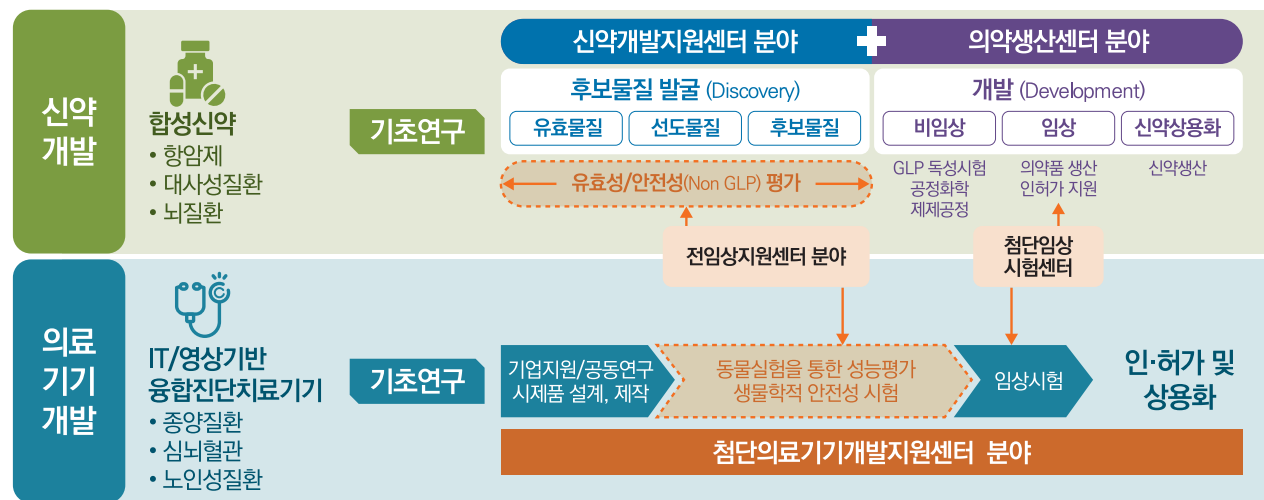 신약
개발
합성신약
• 항암제
• 대사성질환
• 뇌질환
기초연구
신약개발지원센터 분야
의약생산센터 분야
후보물질 발굴 (Discovery)
유효물질
선도물질
후보물질
개발 (Development)
비임상
임상
신약상용화
유효성/안전성(Non GLP) 평가
GLP 독성시험
공정화학
제제공정
의약품 생산
인허가 지원
신약생산
전임상지원센터 분야
첨단임상
시험센터
의료
기기
개발
IT/영상기반
융합진단치료기기
• 종양질환
• 심뇌혈관
• 노인성질환
기초연구
기업지원/공동연구
시제품 설계, 제작
동물실험을 통한 성능평가
생물학적 안전성 시험
임상시험
인·허가 및
상용화
첨단의료기기개발지원센터 분야